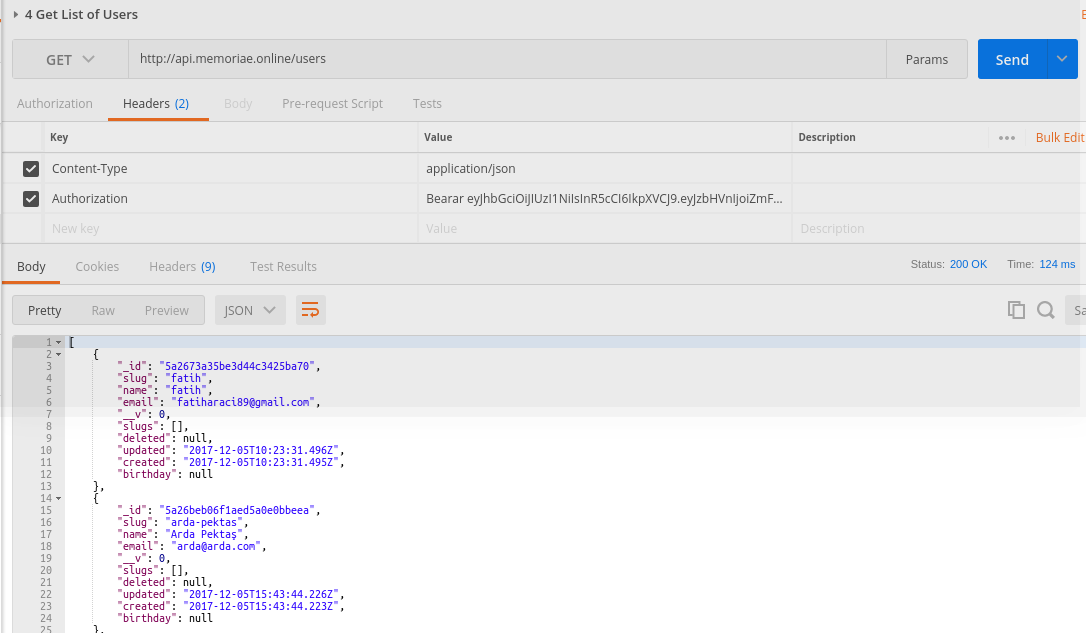 4 Get List of Users
GET http://api.memoriae.online/users Params Send
Authorization Headers (2) Body Pre-request Script Tests
Key Value Description Bulk Edit
Content-Type application/json
Authorization Bearar eyJhbGciOiJIUzI1NiIsInR5cCI6IkpXVCJ9.eyJzbHVnIjoiZmF...
New key Value Description
Body Cookies Headers (9) Test Results Status: 200 OK Time: 124 ms
Pretty Raw Preview JSON Sa
1 [
2 {
3 "_id": "5a2673a35be3d44c3425ba70",
4 "slug": "fatih",
5 "name": "fatih",
6 "email": "fatiharaci89@gmail.com",
7 "__v": 0,
8 "slugs": [],
9 "deleted": null,
10 "updated": "2017-12-05T10:23:31.496Z",
11 "created": "2017-12-05T10:23:31.495Z",
12 "birthday": null
13 },
14 {
15 "_id": "5a26beb06f1aed5a0e0bbeea",
16 "slug": "arda-pektas",
17 "name": "Arda Pektaş",
18 "email": "arda@arda.com",
19 "__v": 0,
20 "slugs": [],
21 "deleted": null,
22 "updated": "2017-12-05T15:43:44.226Z",
23 "created": "2017-12-05T15:43:44.223Z",
24 "birthday": null
25 },